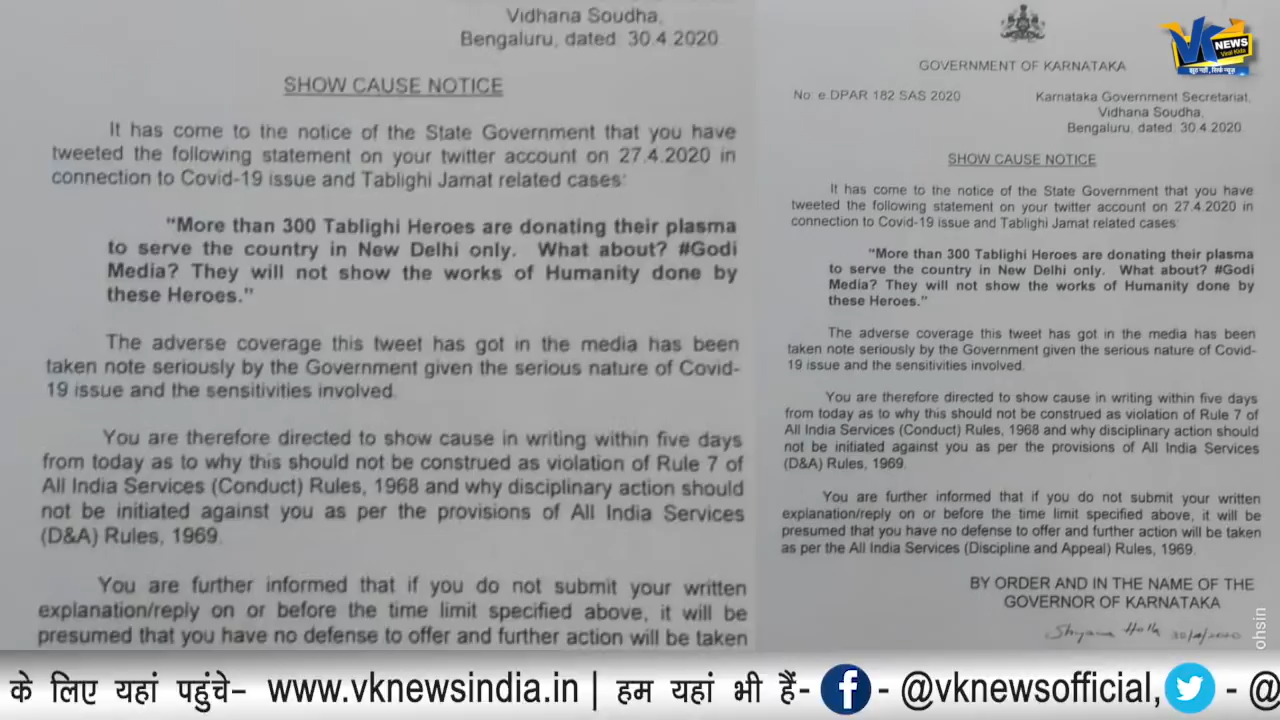 Vidhana Soudha,
Bengaluru, dated 30.4.2020
SHOW CAUSE NOTICE
It has come to the notice of the State Government that you have
tweeted the following statement on your twitter account on 27.4.2020 in
connection to Covid-19 issue and Tablighi Jamat related cases:
“More than 300 Tablighi Heroes are donating their plasma
to serve the country in New Delhi only. What about? #Godi
Media? They will not show the works of Humanity done by
these Heroes.”
The adverse coverage this tweet has got in the media has been
taken note seriously by the Government given the serious nature of Covid-
19 issue and the sensitivities involved.
You are therefore directed to show cause in writing within five days
from today as to why this should not be construed as violation of Rule 7 of
All India Services (Conduct) Rules, 1968 and why disciplinary action should
not be initiated against you as per the provisions of All India Services
(D&A) Rules, 1969.
You are further informed that if you do not submit your written
explanation/reply on or before the time limit specified above, it will be
presumed that you have no defense to offer and further action will be taken
GOVERNMENT OF KARNATAKA
No: e.DPAR 182 SAS 2020
Karnataka Government Secretariat,
Vidhana Soudha,
Bengaluru, dated 30.4.2020
SHOW CAUSE NOTICE
It has come to the notice of the State Government that you have
tweeted the following statement on your twitter account on 27.4.2020 in
connection to Covid-19 issue and Tablighi Jamat related cases:
“More than 300 Tablighi Heroes are donating their plasma
to serve the country in New Delhi only. What about? #Godi
Media? They will not show the works of Humanity done by
these Heroes.”
The adverse coverage this tweet has got in the media has been
taken note seriously by the Government given the serious nature of Covid-
19 issue and the sensitivities involved.
You are therefore directed to show cause in writing within five days
from today as to why this should not be construed as violation of Rule 7 of
All India Services (Conduct) Rules, 1968 and why disciplinary action should
not be initiated against you as per the provisions of All India Services
(D&A) Rules, 1969.
You are further informed that if you do not submit your written
explanation/reply on or before the time limit specified above, it will be
presumed that you have no defense to offer and further action will be taken
as per the All India Services (Discipline and Appeal) Rules, 1969.
BY ORDER AND IN THE NAME OF THE
GOVERNOR OF KARNATAKA
30/4/2020
VK NEWS
Viral Kida
झूठ नहीं, सिर्फ न्यूज़
ohsin
के लिए यहां पहुंचे– www.vknewsindia.in | हम यहां भी हैं- f - @vknewsofficial, - @